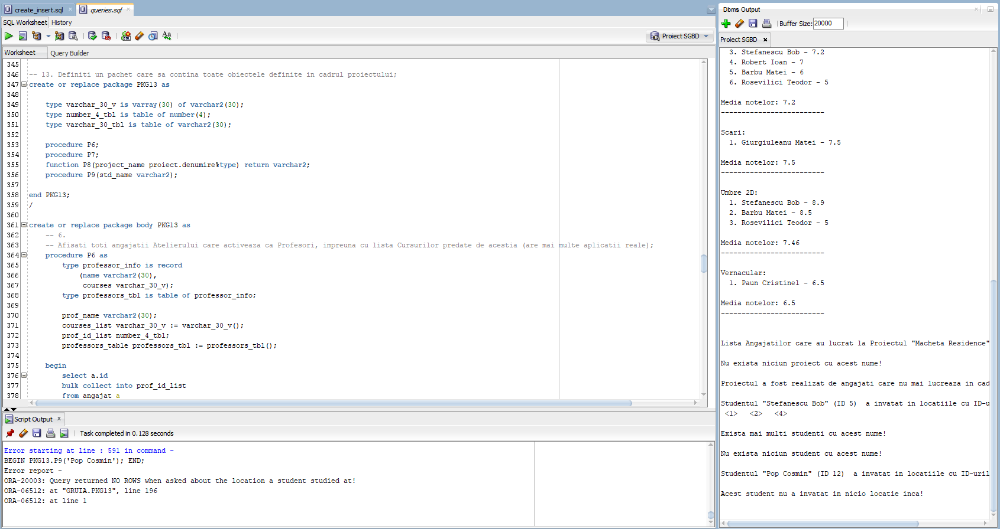 create_insert.sql
queries.sql
SQL Worksheet History
Proiect SGBD
Worksheet Query Builder
345
346 -- 13. Definiti un pachet care sa contina toate obiectele definite in cadrul proiectului;
347 create or replace package PKG13 as
348
349 type varchar_30_v is varray(30) of varchar2(30);
350 type number_4_tbl is table of number(4);
351 type varchar_30_tbl is table of varchar2(30);
352
353 procedure P6;
354 procedure P7;
355 function P8(project_name proiect.denumire%type) return varchar2;
356 procedure P9(std_name varchar2);
357
358 end PKG13;
359 /
360
361 create or replace package body PKG13 as
362 -- 6.
363 -- Afisati toti angajatii Atelierului care activeaza ca Profesori, impreuna cu lista Cursurilor predate de acestia (are mai multe aplicatii reale);
364 procedure P6 as
365 type professor_info is record
366 (name varchar2(30),
367 courses varchar_30_v);
368 type professors_tbl is table of professor_info;
369
370 prof_name varchar2(30);
371 courses_list varchar_30_v := varchar_30_v();
372 prof_id_list number_4_tbl;
373 professors_table professors_tbl := professors_tbl();
374
375 begin
376 select a.id
377 bulk collect into prof_id_list
378 from angajat a
Script Output
Task completed in 0.128 seconds
Error starting at line : 591 in command -
BEGIN PKG13.P9('Pop Cosmin'); END;
Error report -
ORA-20003: Query returned NO ROWS when asked about the location a student studied at!
ORA-06512: at "GRUIA.PKG13", line 196
ORA-06512: at line 1
Dbms Output
Buffer Size: 20000
Proiect SGBD
3. Stefanescu Bob - 7.2
4. Robert Ioan - 7
5. Barbu Matei - 6
6. Rosevilici Teodor - 5
Media notelor: 7.2
-------------------------
Scari:
1. Giurgiuleanu Matei - 7.5
Media notelor: 7.5
-------------------------
Umbre 2D:
1. Stefanescu Bob - 8.9
2. Barbu Matei - 8.5
3. Rosevilici Teodor - 5
Media notelor: 7.46
-------------------------
Vernacular:
1. Paun Cristinel - 6.5
Media notelor: 6.5
-------------------------
Lista Angajatilor care au lucrat la Proiectul "Macheta Residence"
Nu exista niciun proiect cu acest nume!
Proiectul a fost realizat de angajati care nu mai lucreaza in cad
Studentul "Stefanescu Bob" (ID 5) a invatat in locatiile cu ID-u
<1> <2> <4>
Exista mai multi studenti cu acest nume!
Nu exista niciun student cu acest nume!
Studentul "Pop Cosmin" (ID 12) a invatat in locatiile cu ID-uril
Acest student nu a invatat in nicio locatie inca!